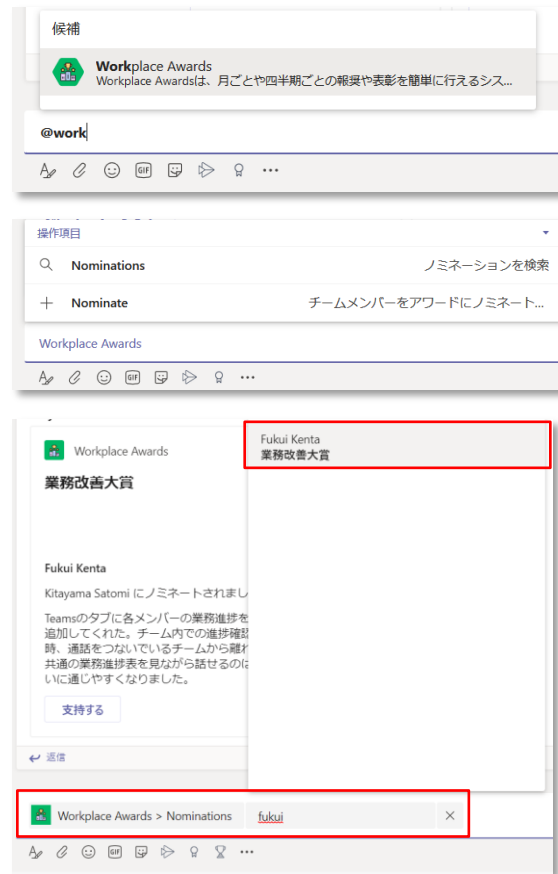 候補
Workplace Awards
Workplace Awardsは、月ごとや四半期ごとの報奨や表彰を簡単に行えるシス...
@work
GIF
操作項目
Nominations ノミネーションを検索
Nominate チームメンバーをアワードにノミネート...
Workplace Awards
GIF
Workplace Awards
業務改善大賞
Fukui Kenta
Kitayama Satomi にノミネートされまし
Teamsのタブに各メンバーの業務進捗を
追加してくれた。チーム内での進捗確認
時、通話をつないでいるチームから離れ
共通の業務進捗表を見ながら話せるのは
いに通じやすくなりました。
支持する
返信
Fukui Kenta
業務改善大賞
Workplace Awards > Nominations fukui
GIF